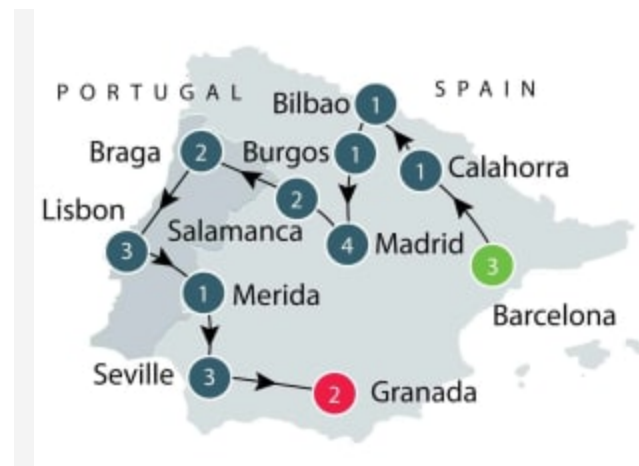 PORTUGAL
SPAIN
Bilbao 1
Braga 2
Burgos 1
1 Calahorra
2
Salamanca
Lisbon
3
4 Madrid
3
Barcelona
1 Merida
Seville 3
2 Granada